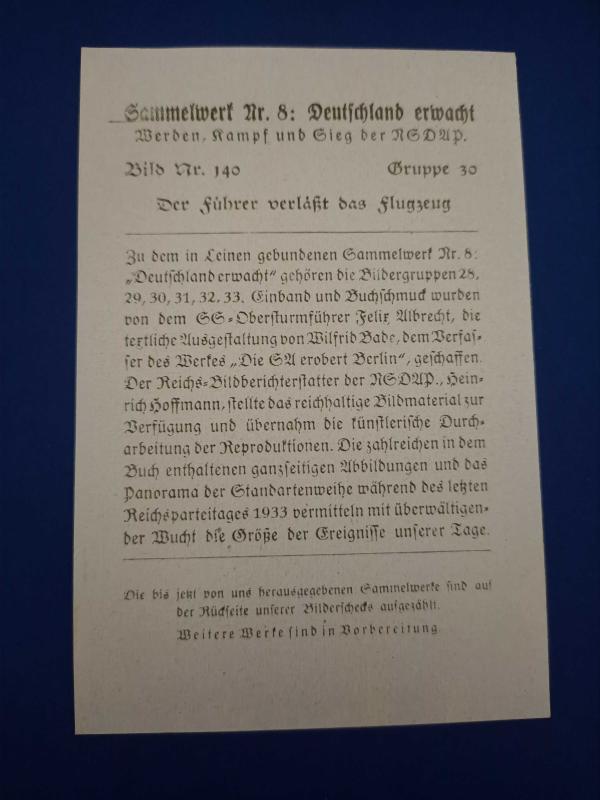 Sammelwerk Nr. 8: Deutschland erwacht
Werden, Kampf und Sieg der NSDAP.
Bild Nr. 140 Gruppe 30
Der Führer verläßt das Flugzeug
Zu dem in Leinen gebundenen Sammelwerk Nr. 8:
„Deutschland erwacht“ gehören die Bildergruppen 28,
29, 30, 31, 32, 33. Einband und Buchschmuck wurden
von dem SS-Obersturmführer Felix Albrecht, die
textliche Ausgestaltung von Wilfrid Bade, dem Verfas-
ser des Werkes „Die SA erobert Berlin“, geschaffen.
Der Reichs-Bildberichterstatter der NSDAP., Hein-
rich Hoffmann, stellte das reichhaltige Bildmaterial zur
Verfügung und übernahm die künstlerische Durch-
arbeitung der Reproduktionen. Die zahlreichen in dem
Buch enthaltenen ganzseitigen Abbildungen und das
Panorama der Standartenweihe während des letzten
Reichsparteitages 1933 vermitteln mit überwältigen-
der Wucht die Größe der Ereignisse unserer Tage.
Die bis jetzt von uns herausgegebenen Sammelwerke sind auf
der Rückseite unserer Bilderschecks aufgezählt.
Weitere Werke sind in Vorbereitung